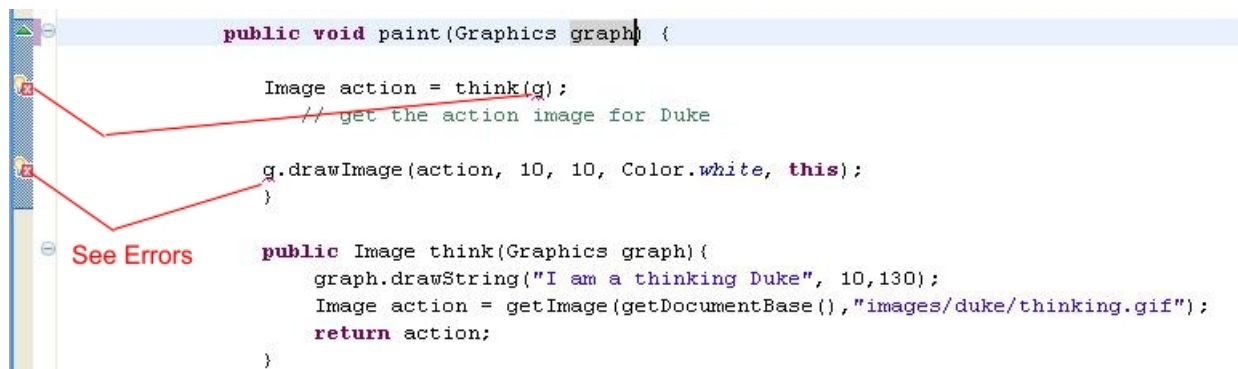 public void paint(Graphics graph) {
Image action = think(g);
// get the action image for Duke
g.drawImage(action, 10, 10, Color.white, this);
}
See Errors
public Image think(Graphics graph){
graph.drawString("I am a thinking Duke", 10,130);
Image action = getImage(getDocumentBase(),"images/duke/thinking.gif");
return action;
}